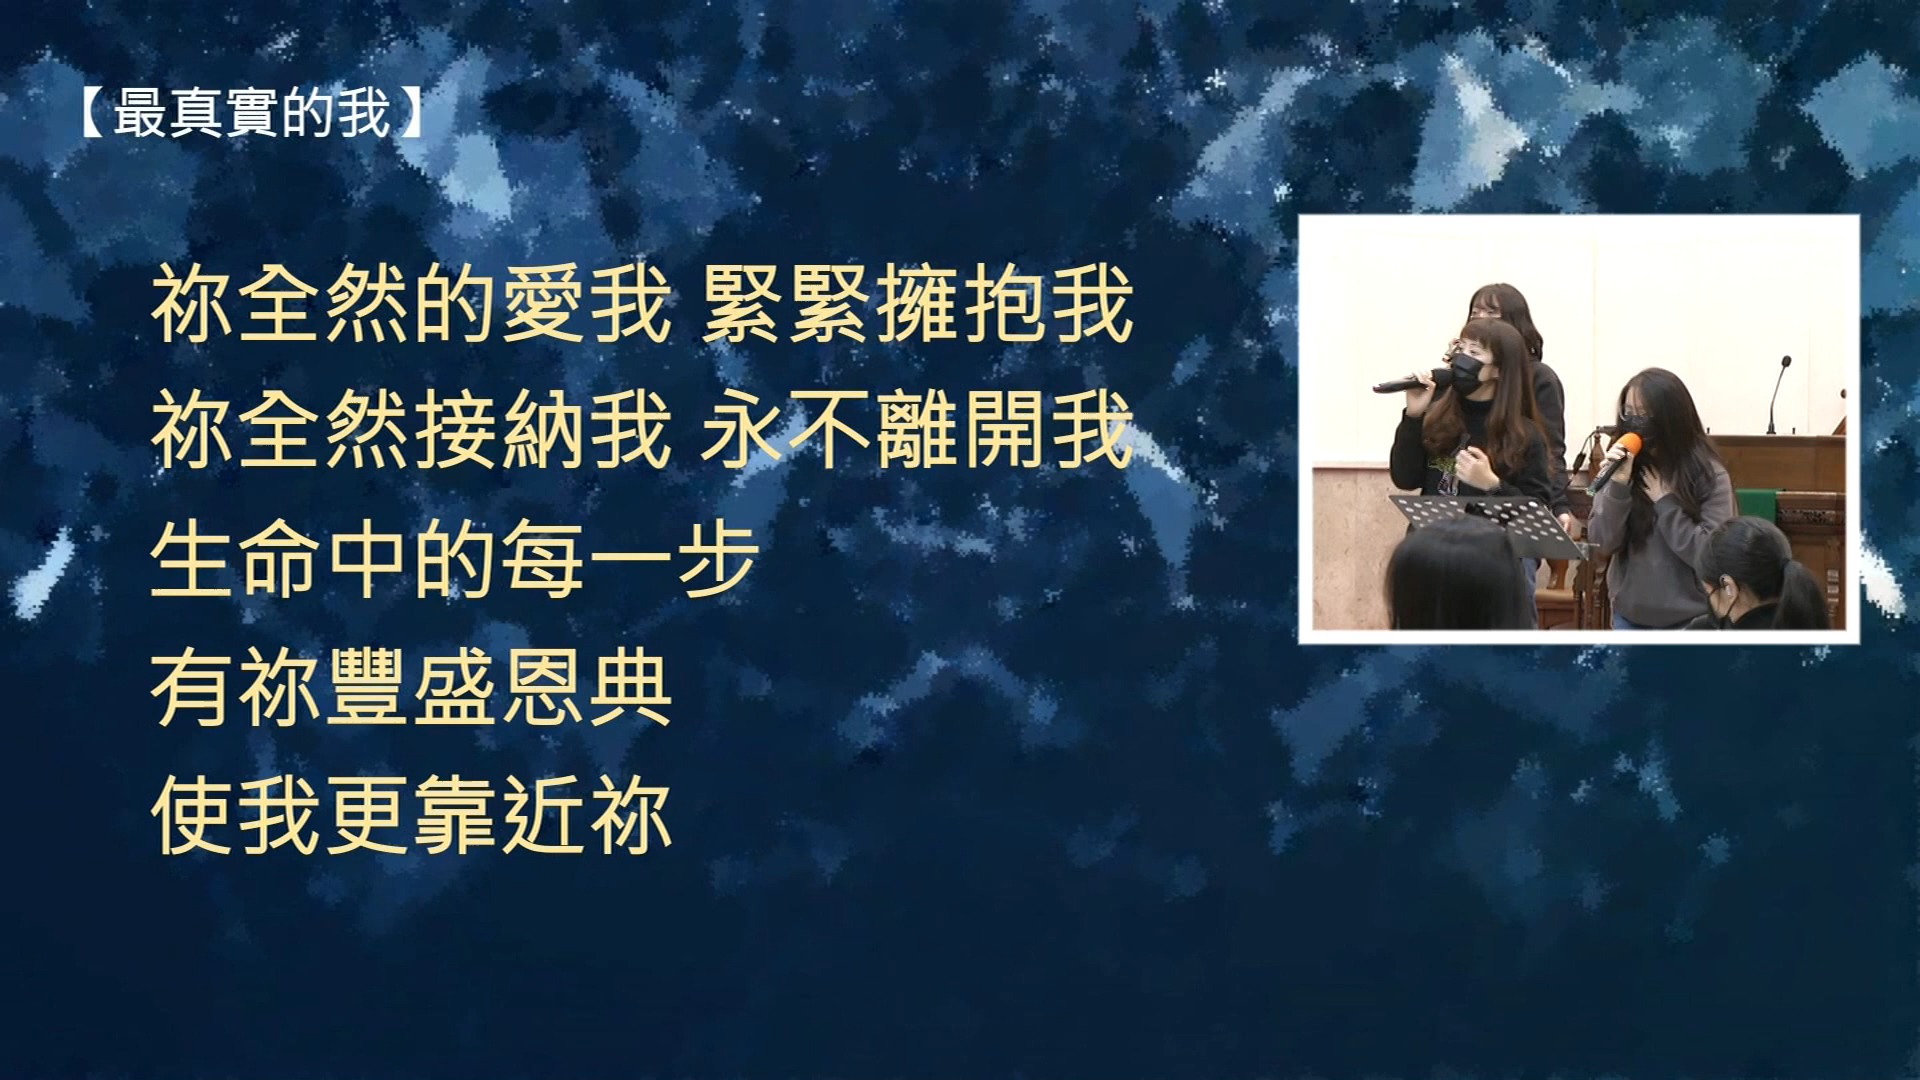 【最真實的我】
祢全然的愛我 緊緊擁抱我
祢全然接納我 永不離開我
生命中的每一步
有祢豐盛恩典
使我更靠近祢